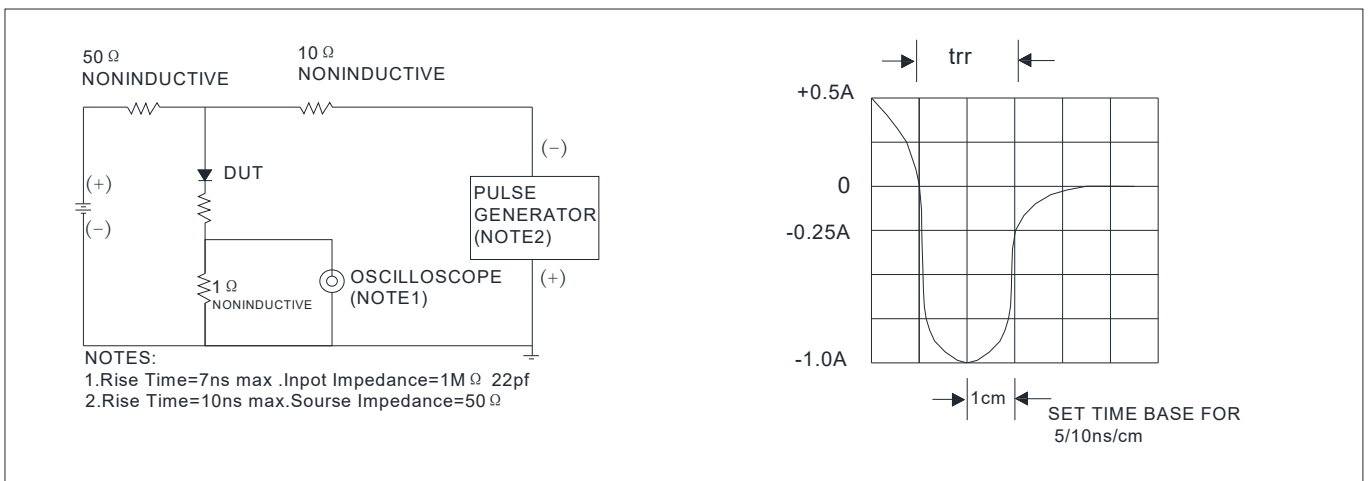 50 Ω
NONINDUCTIVE
10 Ω
NONINDUCTIVE
(+)
(−)
DUT
1 Ω
NONINDUCTIVE
OSCILLOSCOPE
(NOTE1)
(−)
PULSE
GENERATOR
(NOTE2)
(+)
NOTES:
1.Rise Time=7ns max .Inpot Impedance=1M Ω 22pf
2.Rise Time=10ns max.Sourse Impedance=50 Ω
trr
+0.5A
0
-0.25A
-1.0A
1cm
SET TIME BASE FOR
5/10ns/cm